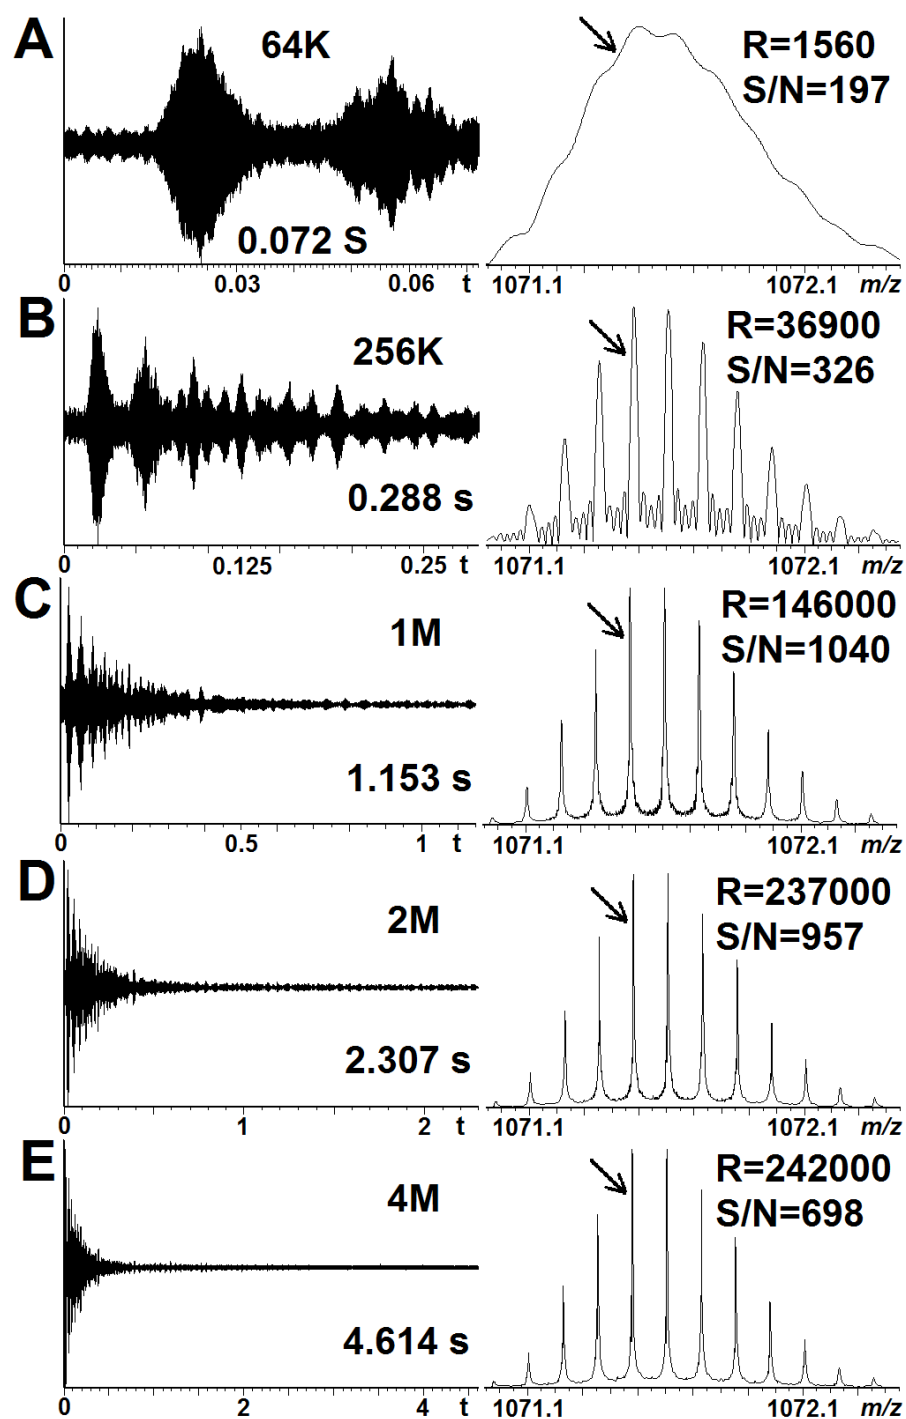 A
64K
R=1560
S/N=197
0.072 S
0 0.03 0.06 t
1071.1 1072.1 m/z
B
256K
R=36900
S/N=326
0.288 s
0 0.125 0.25 t
1071.1 1072.1 m/z
C
1M
R=146000
S/N=1040
1.153 s
0 0.5 1 t
1071.1 1072.1 m/z
D
2M
R=237000
S/N=957
2.307 s
0 1 2 t
1071.1 1072.1 m/z
E
4M
R=242000
S/N=698
4.614 s
0 2 4 t
1071.1 1072.1 m/z